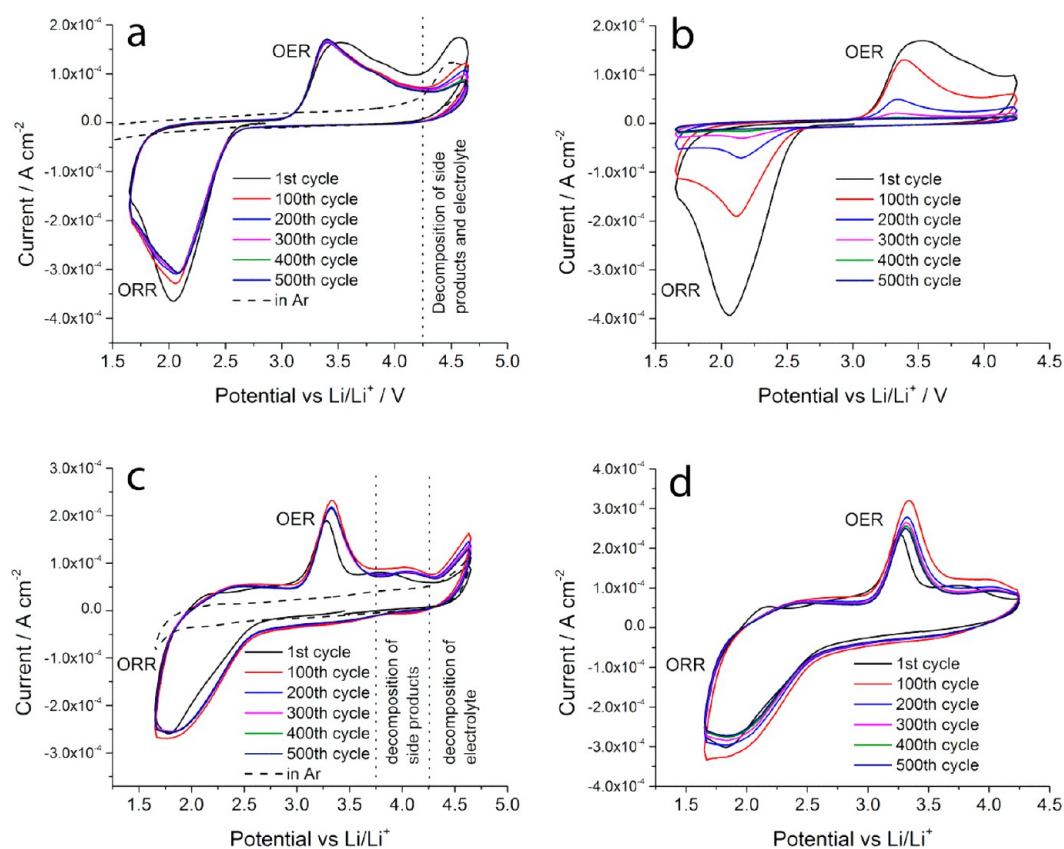 a
2.0x10⁻⁴
1.0x10⁻⁴
0.0
-1.0x10⁻⁴
-2.0x10⁻⁴
-3.0x10⁻⁴
-4.0x10⁻⁴
Current / A cm⁻²
OER
ORR
1st cycle
100th cycle
200th cycle
300th cycle
400th cycle
500th cycle
in Ar
Decomposition of side
products and electrolyte
1.5 2.0 2.5 3.0 3.5 4.0 4.5 5.0
Potential vs Li/Li⁺ / V
b
2.0x10⁻⁴
1.0x10⁻⁴
0.0
-1.0x10⁻⁴
-2.0x10⁻⁴
-3.0x10⁻⁴
-4.0x10⁻⁴
Current / A cm⁻²
OER
ORR
1st cycle
100th cycle
200th cycle
300th cycle
400th cycle
500th cycle
1.5 2.0 2.5 3.0 3.5 4.0 4.5
Potential vs Li/Li⁺ / V
c
3.0x10⁻⁴
2.0x10⁻⁴
1.0x10⁻⁴
0.0
-1.0x10⁻⁴
-2.0x10⁻⁴
-3.0x10⁻⁴
Current / A cm⁻²
OER
ORR
1st cycle
100th cycle
200th cycle
300th cycle
400th cycle
500th cycle
in Ar
decomposition of
side products
decomposition of
electrolyte
1.5 2.0 2.5 3.0 3.5 4.0 4.5 5.0
Potential vs Li/Li⁺
d
4.0x10⁻⁴
3.0x10⁻⁴
2.0x10⁻⁴
1.0x10⁻⁴
0.0
-1.0x10⁻⁴
-2.0x10⁻⁴
-3.0x10⁻⁴
-4.0x10⁻⁴
Current / A cm⁻²
OER
ORR
1st cycle
100th cycle
200th cycle
300th cycle
400th cycle
500th cycle
1.5 2.0 2.5 3.0 3.5 4.0 4.5
Potential vs Li/Li⁺